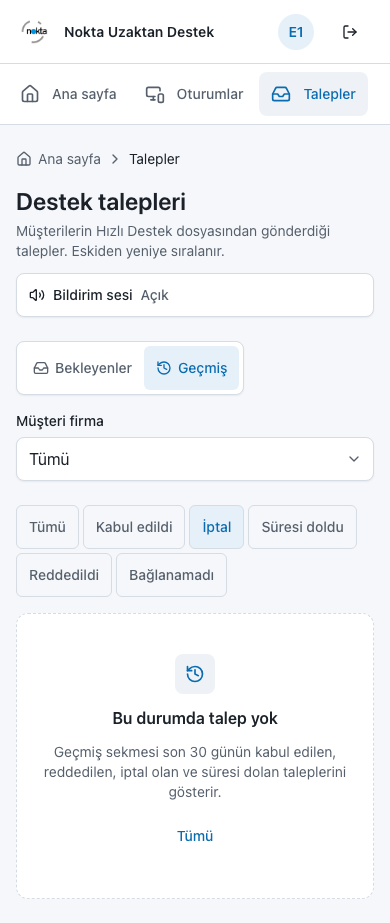 nokta
Nokta Uzaktan Destek
E1
Ana sayfa
Oturumlar
Talepler
Ana sayfa
Talepler
Destek talepleri
Müşterilerin Hızlı Destek dosyasından gönderdiği
talepler. Eskiden yeniye sıralanır.
Bildirim sesi Açık
Bekleyenler
Geçmiş
Müşteri firma
Tümü
Tümü
Kabul edildi
İptal
Süresi doldu
Reddedildi
Bağlanamadı
Bu durumda talep yok
Geçmiş sekmesi son 30 günün kabul edilen,
reddedilen, iptal olan ve süresi dolan taleplerini
gösterir.
Tümü